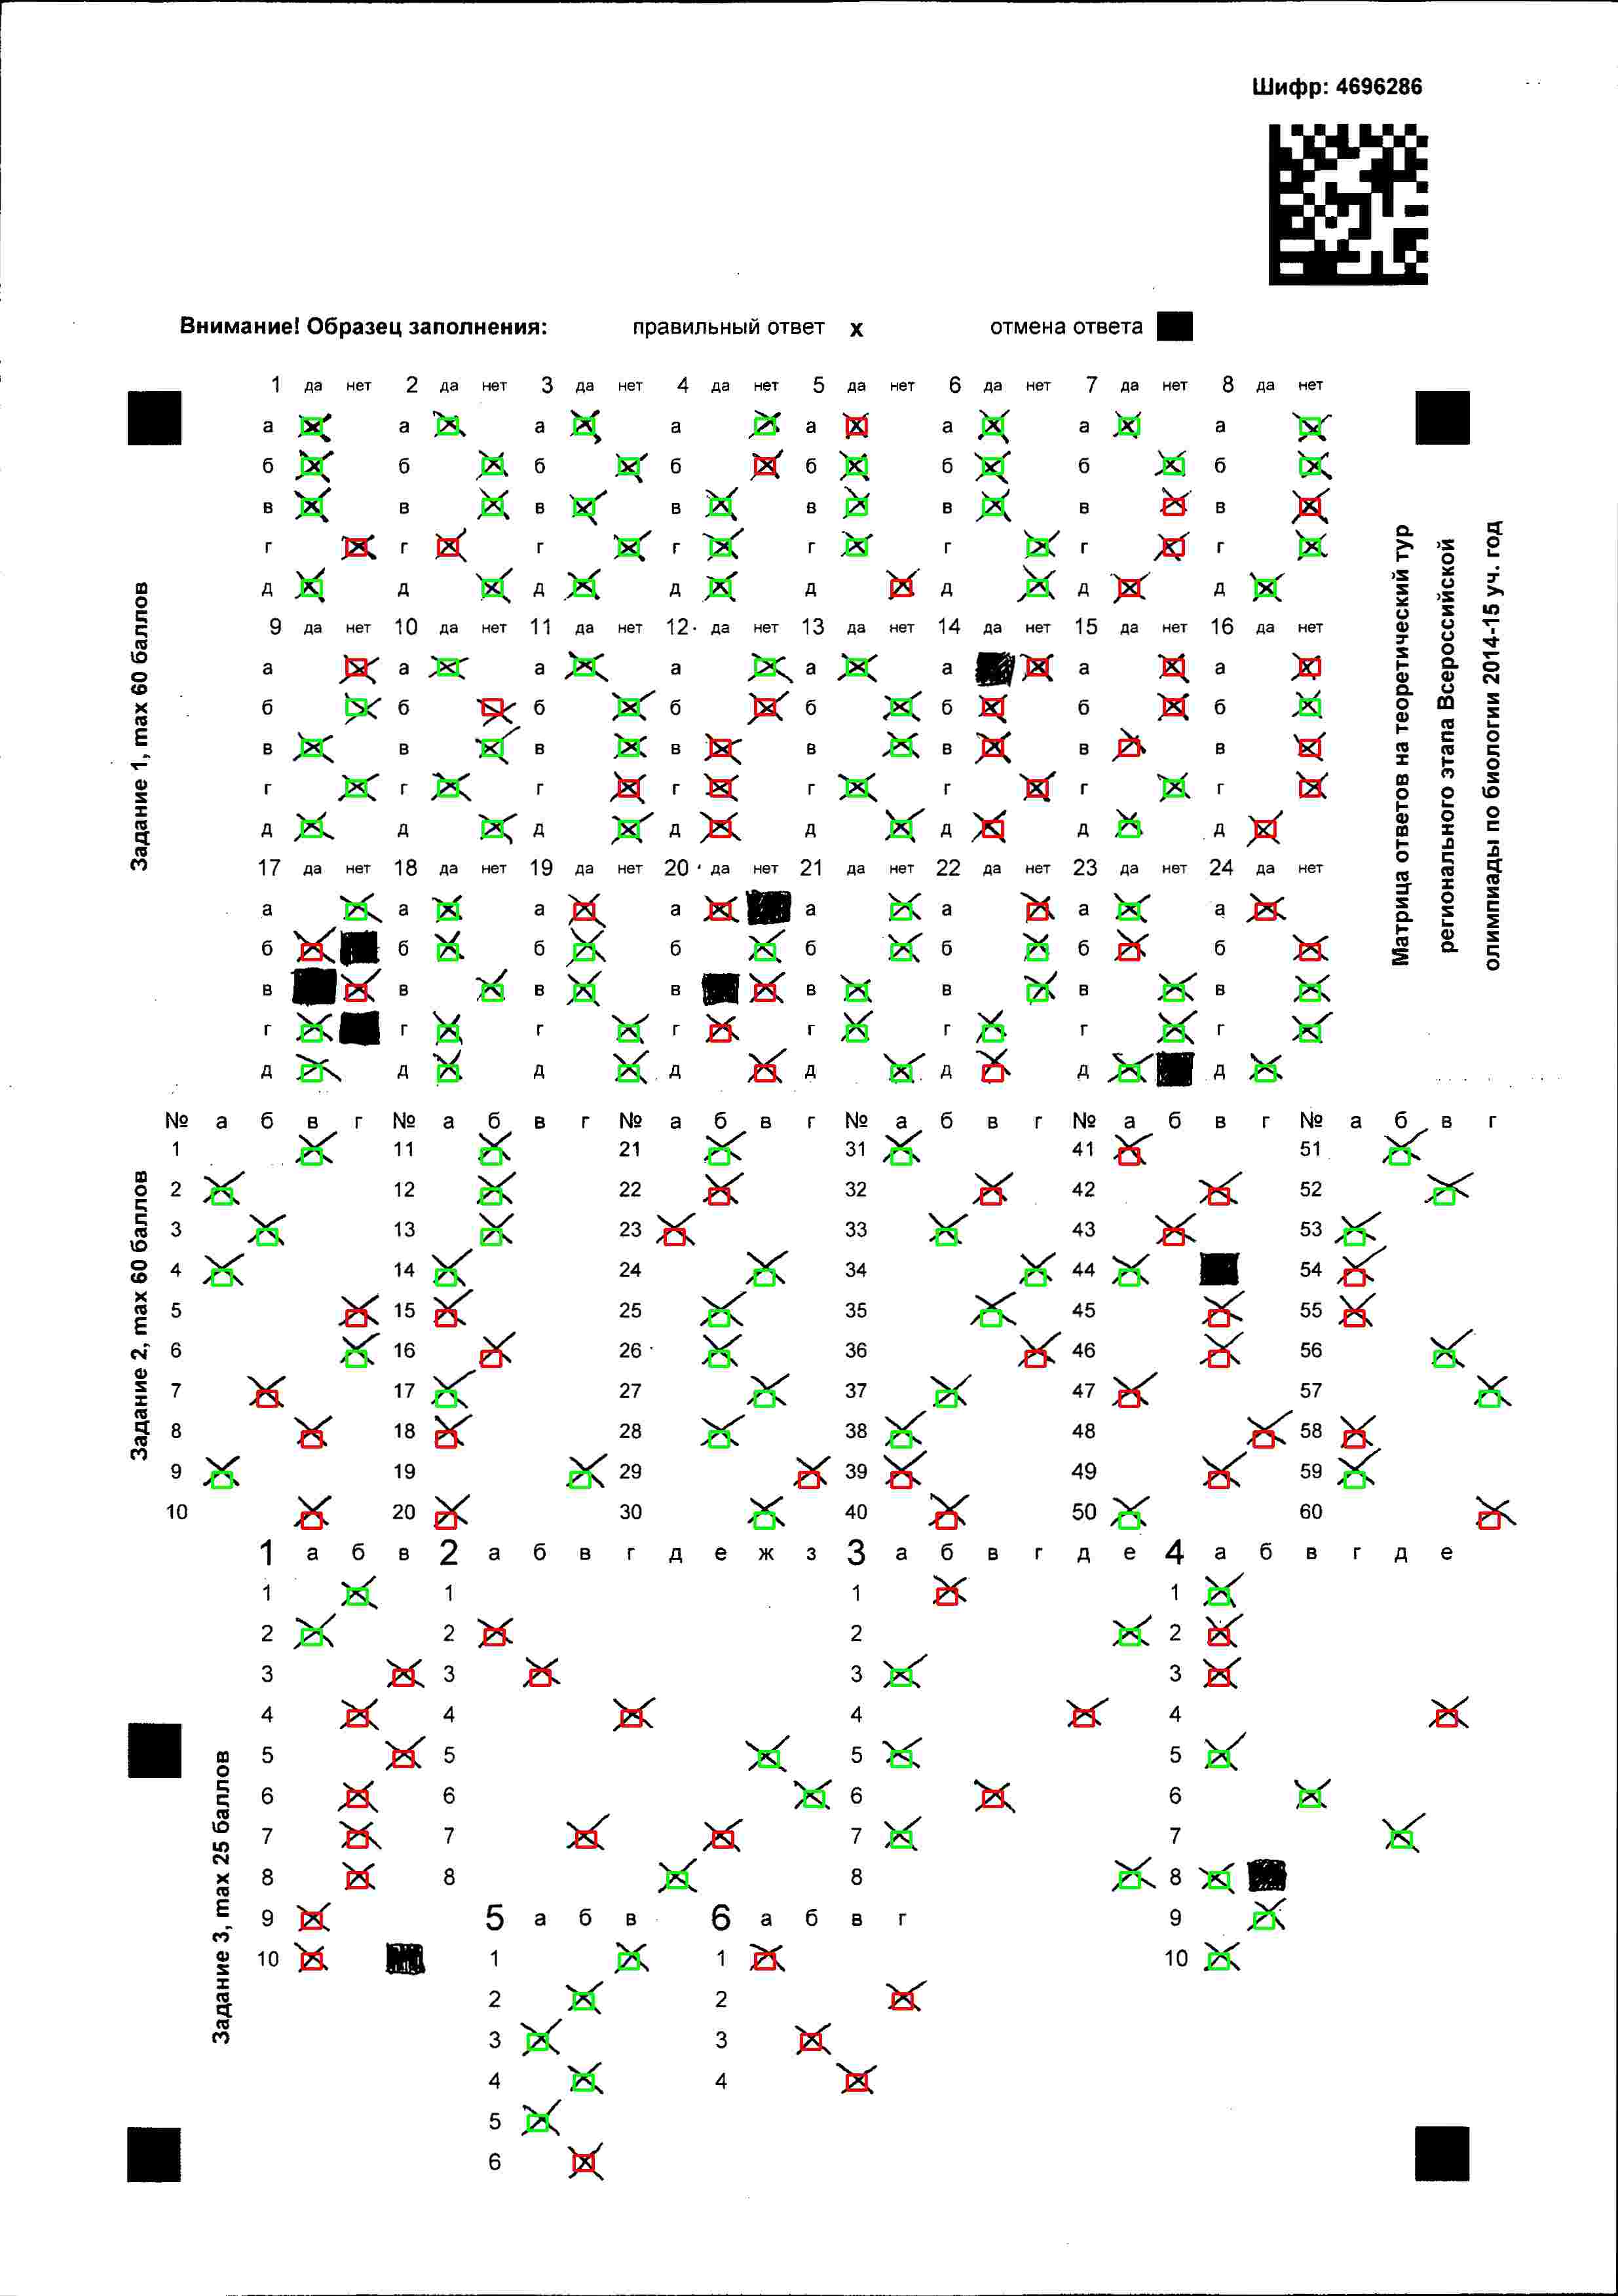 Шифр: 4696286
Внимание! Образец заполнения: правильный ответ x отмена ответа
1 да нет 2 да нет 3 да нет 4 да нет 5 да нет 6 да нет 7 да нет 8 да нет
а а а а а а а а
б б б б б б б б
в в в в в в в в
г г г г г г г г
д д д д д д д д
9 да нет 10 да нет 11 да нет 12 да нет 13 да нет 14 да нет 15 да нет 16 да нет
а а а а а а а а
б б б б б б б б
в в в в в в в в
г г г г г г г г
д д д д д д д д
17 да нет 18 да нет 19 да нет 20 да нет 21 да нет 22 да нет 23 да нет 24 да нет
а а а а а а а а
б б б б б б б б
в в в в в в в в
г г г г г г г г
д д д д д д д д
Задание 1, max 60 баллов
Матрица ответов на теоретический тур
регионального этапа Всероссийской
олимпиады по биологии 2014-15 уч. год
№ а б в г № а б в г № а б в г № а б в г № а б в г № а б в г
1 11 21 31 41 51
2 12 22 32 42 52
3 13 23 33 43 53
4 14 24 34 44 54
5 15 25 35 45 55
6 16 26 36 46 56
7 17 27 37 47 57
8 18 28 38 48 58
9 19 29 39 49 59
10 20 30 40 50 60
Задание 2, max 60 баллов
1 а б в 2 а б в г д е ж з 3 а б в г д е 4 а б в г д е
1 1 1 1
2 2 2 2
3 3 3 3
4 4 4 4
5 5 5 5
6 6 6 6
7 7 7 7
8 8 8 8
9 5 а б в 6 а б в г 9
10 1 1 10
2 2
3 3
4 4
5
6
Задание 3, max 25 баллов